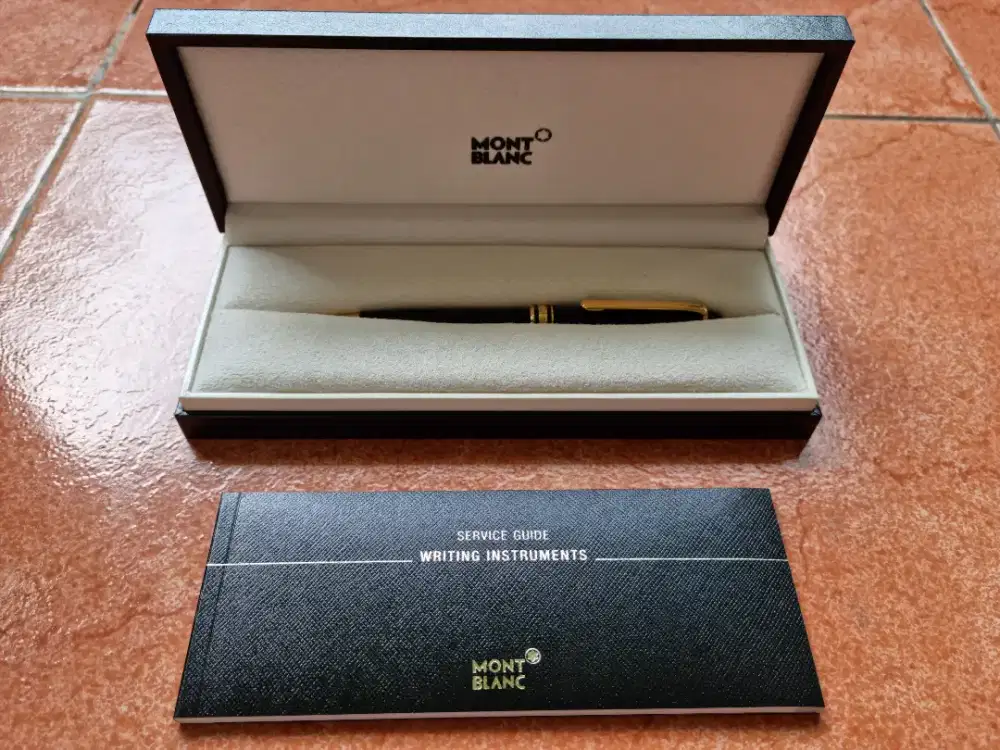 MONT
BLANC
SERVICE GUIDE
WRITING INSTRUMENTS
MONT
BLANC